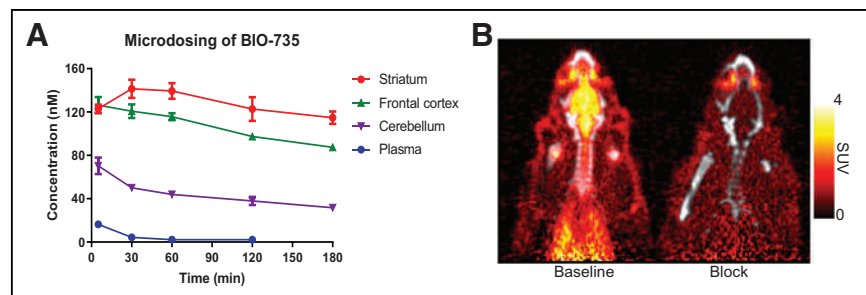 A
Microdosing of BIO-735
Concentration (nM)
160
120
80
40
0
0 30 60 90 120 150 180
Time (min)
Striatum
Frontal cortex
Cerebellum
Plasma
B
Baseline
Block
4
SUV
0